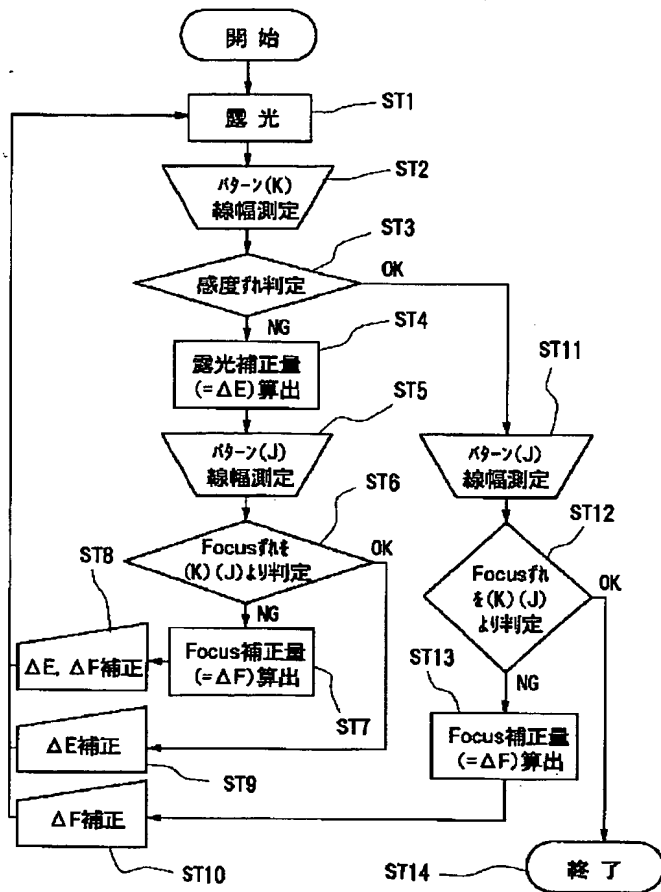 開始
露光
ST1
パターン(K)
線幅測定
ST2
感度ずれ判定
ST3
OK
NG
露光補正量
(=ΔE)算出
ST4
パターン(J)
線幅測定
ST5
Focusずれを
(K)(J)より判定
ST6
OK
NG
Focus補正量
(=ΔF)算出
ST7
ΔE, ΔF補正
ST8
ΔE補正
ST9
ΔF補正
ST10
パターン(J)
線幅測定
ST11
Focusずれ
を(K)(J)
より判定
ST12
OK
NG
Focus補正量
(=ΔF)算出
ST13
終了
ST14